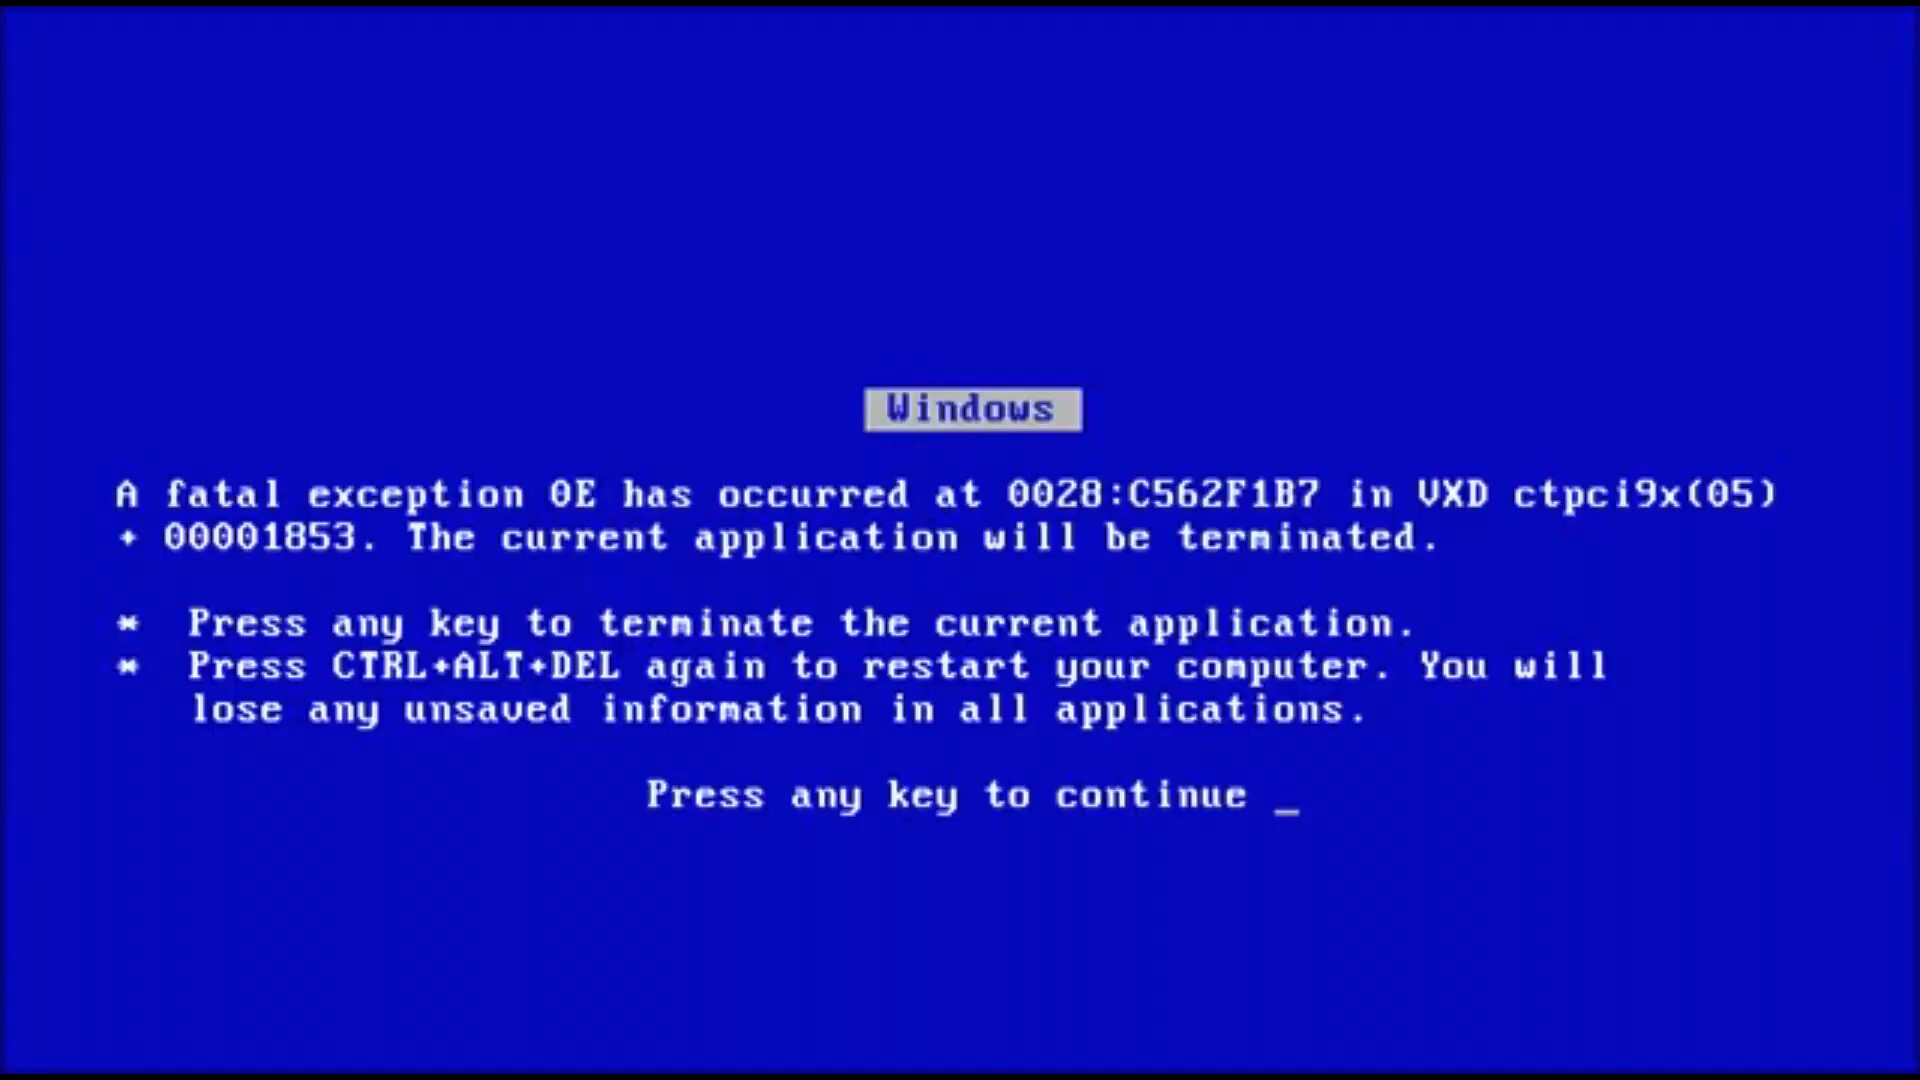 Windows
A fatal exception 0E has occurred at 0028:C562F1B7 in VXD ctpci9x(05)
+ 00001853. The current application will be terminated.
* Press any key to terminate the current application.
* Press CTRL+ALT+DEL again to restart your computer. You will
lose any unsaved information in all applications.
Press any key to continue _